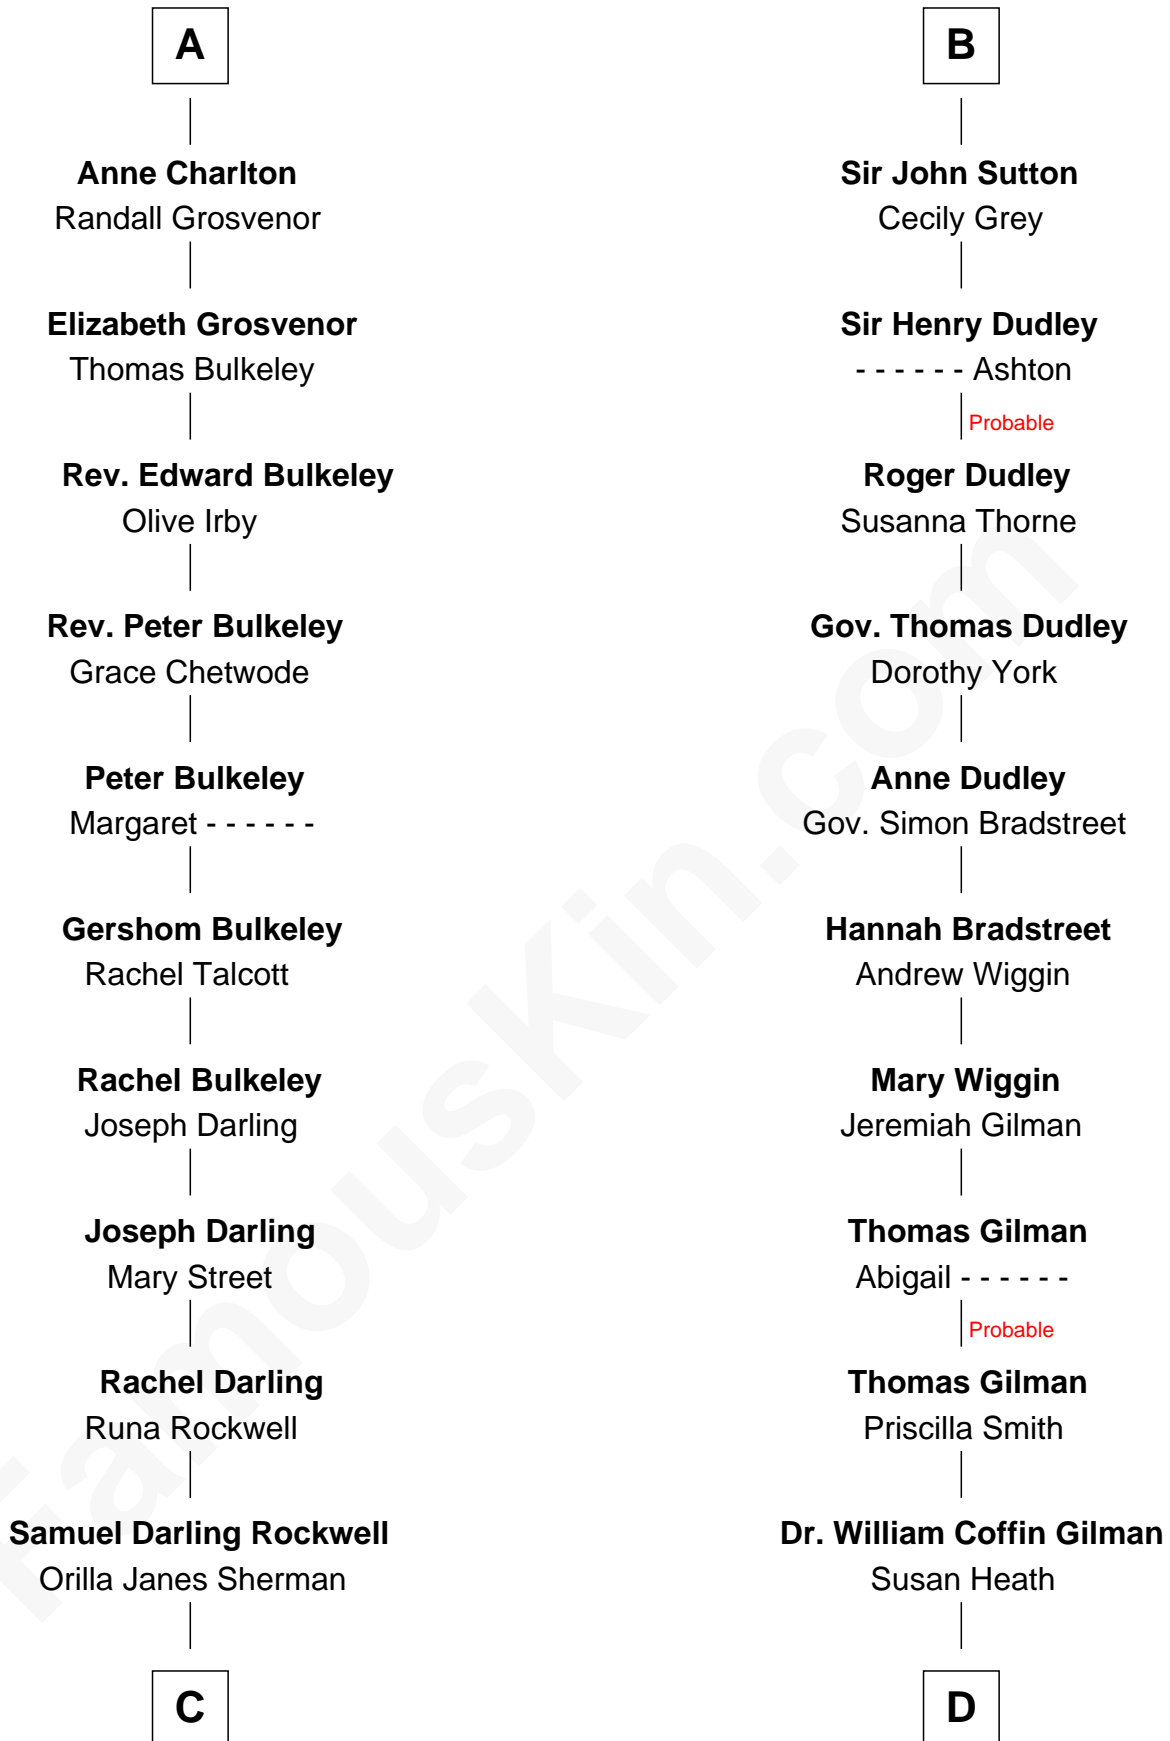 A
Anne Charlton
Randall Grosvenor
Elizabeth Grosvenor
Thomas Bulkeley
Rev. Edward Bulkeley
Olive Irby
Rev. Peter Bulkeley
Grace Chetwode
Peter Bulkeley
Margaret - - - - - -
Gershom Bulkeley
Rachel Talcott
Rachel Bulkeley
Joseph Darling
Joseph Darling
Mary Street
Rachel Darling
Runa Rockwell
Samuel Darling Rockwell
Orilla Janes Sherman
C
B
Sir John Sutton
Cecily Grey
Sir Henry Dudley
- - - - - - Ashton
Probable
Roger Dudley
Susanna Thorne
Gov. Thomas Dudley
Dorothy York
Anne Dudley
Gov. Simon Bradstreet
Hannah Bradstreet
Andrew Wiggin
Mary Wiggin
Jeremiah Gilman
Thomas Gilman
Abigail - - - - - -
Probable
Thomas Gilman
Priscilla Smith
Dr. William Coffin Gilman
Susan Heath
D
FamousKin.com